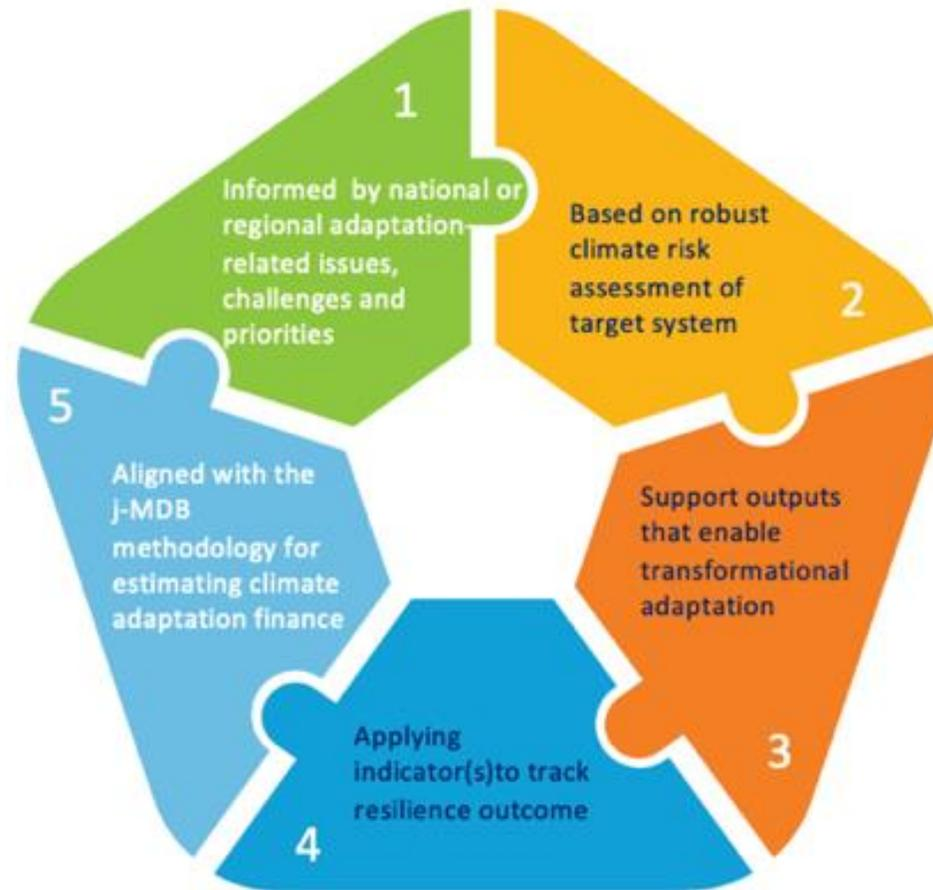 1
Informed  by national or
regional adaptation-
related issues,
challenges and
priorities
2
Based on robust
climate risk
assessment of
target system
3
Support outputs
that enable
transformational
adaptation
4
Applying
indicator(s)to track
resilience outcome
5
Aligned with the
j-MDB
methodology for
estimating climate
adaptation finance